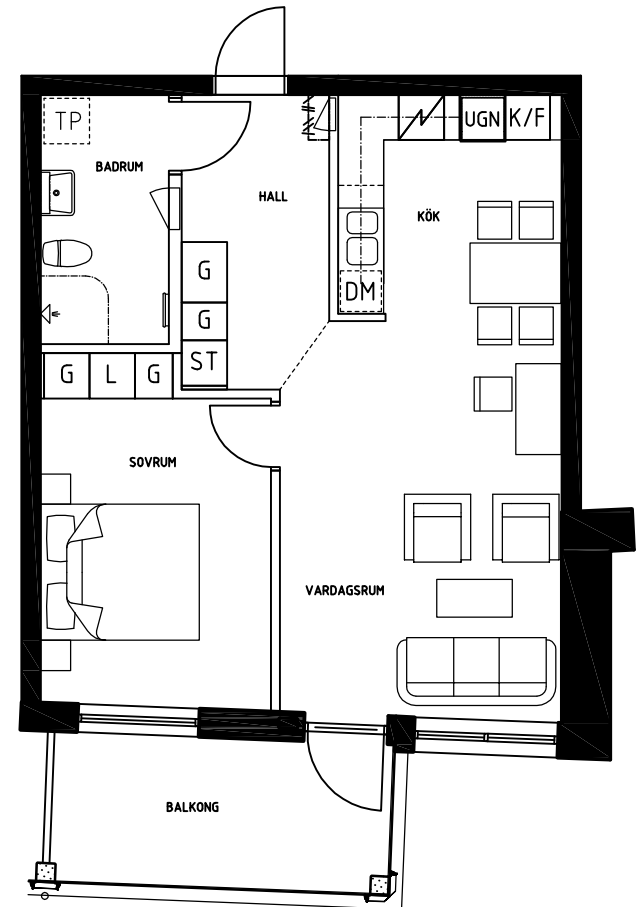 TP
UGN K/F
BADRUM
HALL
KÖK
G
DM
G
ST
G L G
SOVRUM
VARDAGSRUM
BALKONG